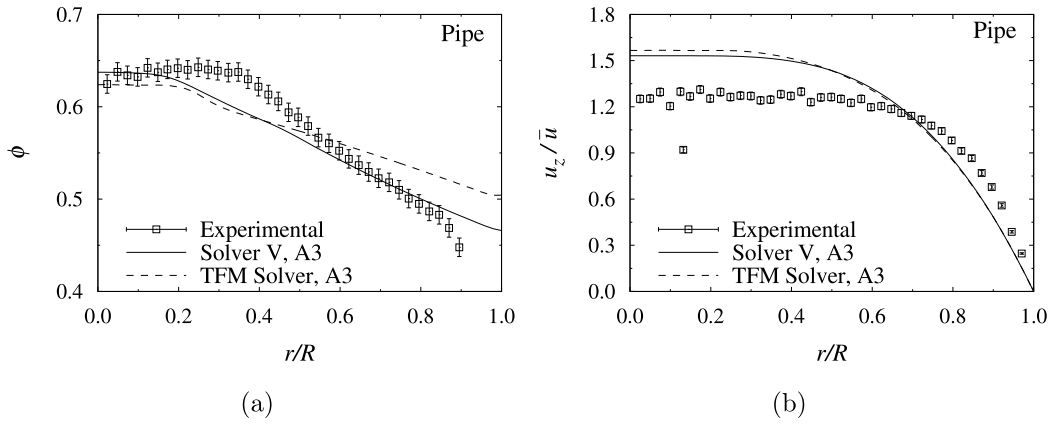 0.7
0.6
0.5
0.4
ϕ
Pipe
Experimental
Solver V, A3
TFM Solver, A3
0.0 0.2 0.4 0.6 0.8 1.0
r/R
(a)
1.8
1.5
1.2
0.9
0.6
0.3
0.0
u_z / ū
Pipe
Experimental
Solver V, A3
TFM Solver, A3
0.0 0.2 0.4 0.6 0.8 1.0
r/R
(b)